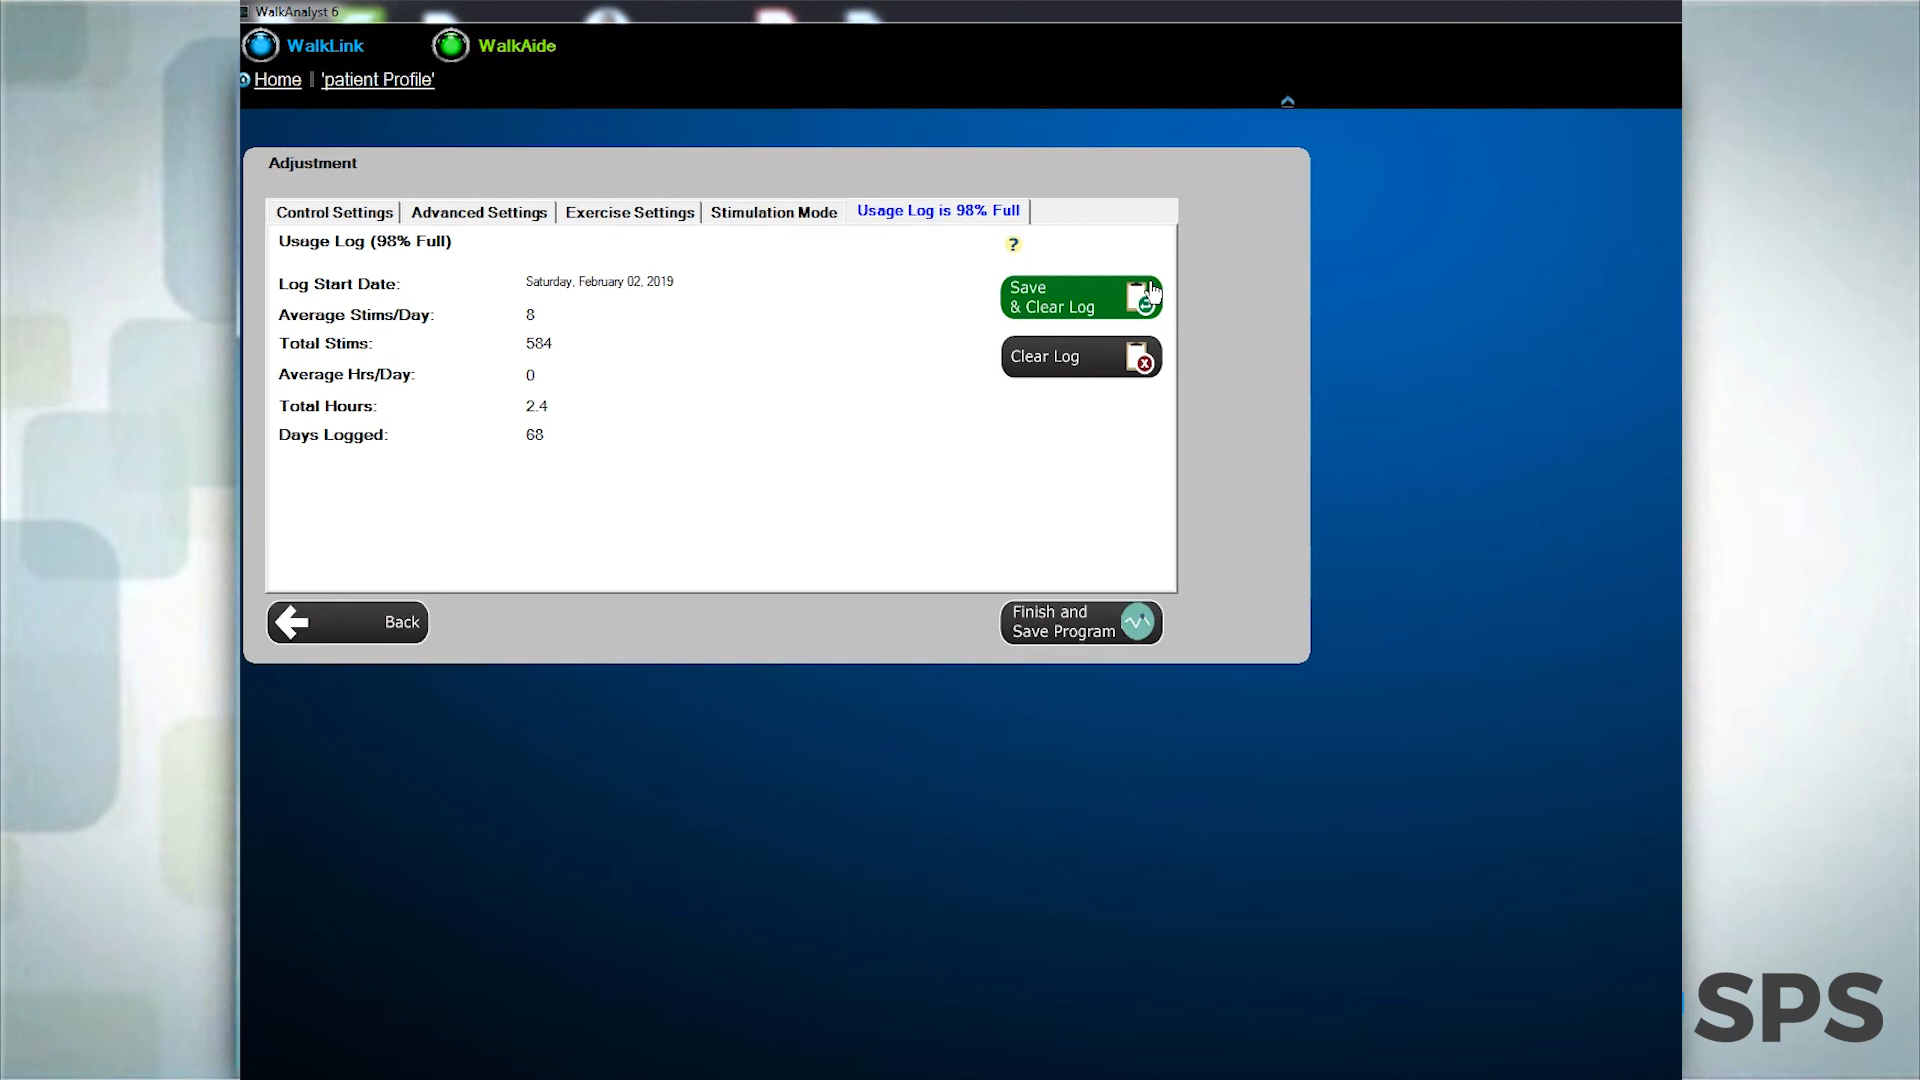 WalkAnalyst 6
WalkLink WalkAide
Home 'patient Profile'
Adjustment
Control Settings Advanced Settings Exercise Settings Stimulation Mode Usage Log is 98% Full
Usage Log (98% Full) ?
Log Start Date: Saturday, February 02, 2019
Average Stims/Day: 8
Total Stims: 584
Average Hrs/Day: 0
Total Hours: 2.4
Days Logged: 68
Save
& Clear Log
Clear Log
Back
Finish and
Save Program
SPS